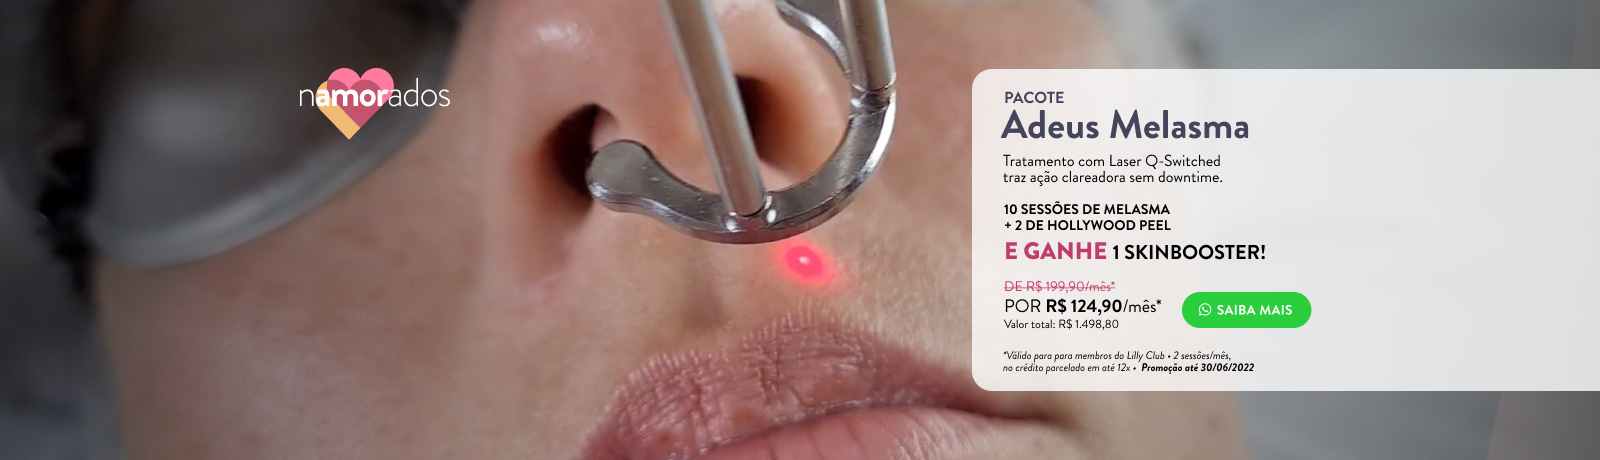 namorados
PACOTE
Adeus Melasma
Tratamento com Laser Q-Switched
traz ação clareadora sem downtime.
10 SESSÕES DE MELASMA
+ 2 DE HOLLYWOOD PEEL
E GANHE 1 SKINBOOSTER!
DE R$ 199,90/mês*
POR R$ 124,90/mês*
Valor total: R$ 1.498,80
SAIBA MAIS
*Válido para para membros do Lilly Club • 2 sessões/mês,
no crédito parcelado em até 12x • Promoção até 30/06/2022